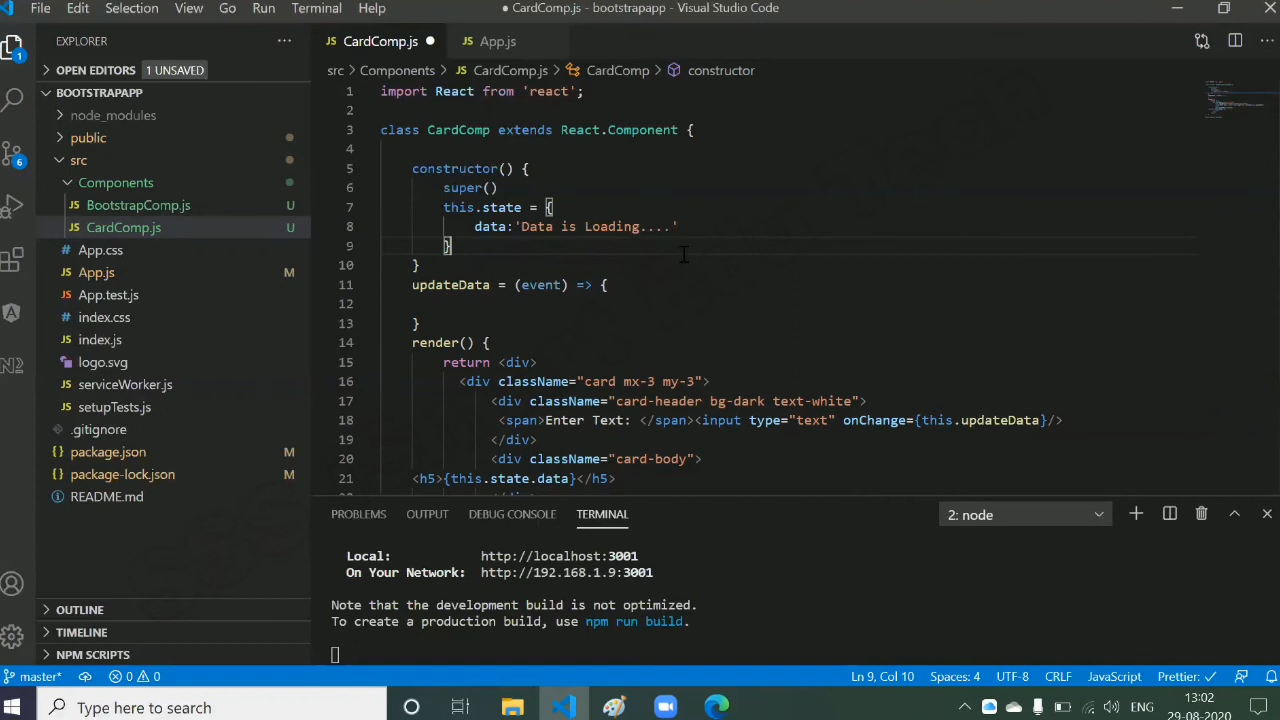 File Edit Selection View Go Run Terminal Help
● CardComp.js - bootstrapapp - Visual Studio Code
EXPLORER ...
OPEN EDITORS 1 UNSAVED
BOOTSTRAPAPP
node_modules
public
src
Components
BootstrapComp.js U
CardComp.js U
App.css
JS App.js M
JS App.test.js
index.css
JS index.js
logo.svg
JS serviceWorker.js
JS setupTests.js
.gitignore
package.json M
package-lock.json M
README.md
OUTLINE
TIMELINE
NPM SCRIPTS
1
6
JS CardComp.js ● JS App.js
src > Components > JS CardComp.js > CardComp > constructor
1 import React from 'react';
2
3 class CardComp extends React.Component {
4
5 constructor() {
6 super()
7 this.state = {
8 data:'Data is Loading....'
9 }
10 }
11 updateData = (event) => {
12
13 }
14 render() {
15 return <div>
16 <div className="card mx-3 my-3">
17 <div className="card-header bg-dark text-white">
18 <span>Enter Text: </span><input type="text" onChange={this.updateData}/>
19 </div>
20 <div className="card-body">
21 <h5>{this.state.data}</h5>
PROBLEMS OUTPUT DEBUG CONSOLE TERMINAL 2: node
Local: http://localhost:3001
On Your Network: http://192.168.1.9:3001
Note that the development build is not optimized.
To create a production build, use npm run build.
master* 0 0 Ln 9, Col 10 Spaces: 4 UTF-8 CRLF JavaScript Prettier: ✓
Type here to search
ENG 13:02
29-08-2020